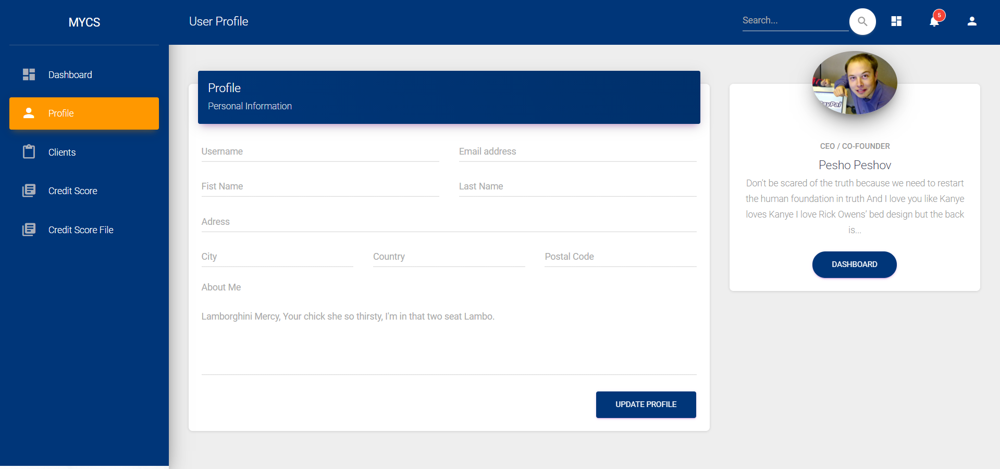 MYCS
User Profile
Search...
5
Dashboard
Profile
Clients
Credit Score
Credit Score File
Profile
Personal Information
Username
Email address
Fist Name
Last Name
Adress
City
Country
Postal Code
About Me
Lamborghini Mercy, Your chick she so thirsty, I'm in that two seat Lambo.
UPDATE PROFILE
PayPal
CEO / CO-FOUNDER
Pesho Peshov
Don't be scared of the truth because we need to restart
the human foundation in truth And I love you like Kanye
loves Kanye I love Rick Owens’ bed design but the back
is...
DASHBOARD